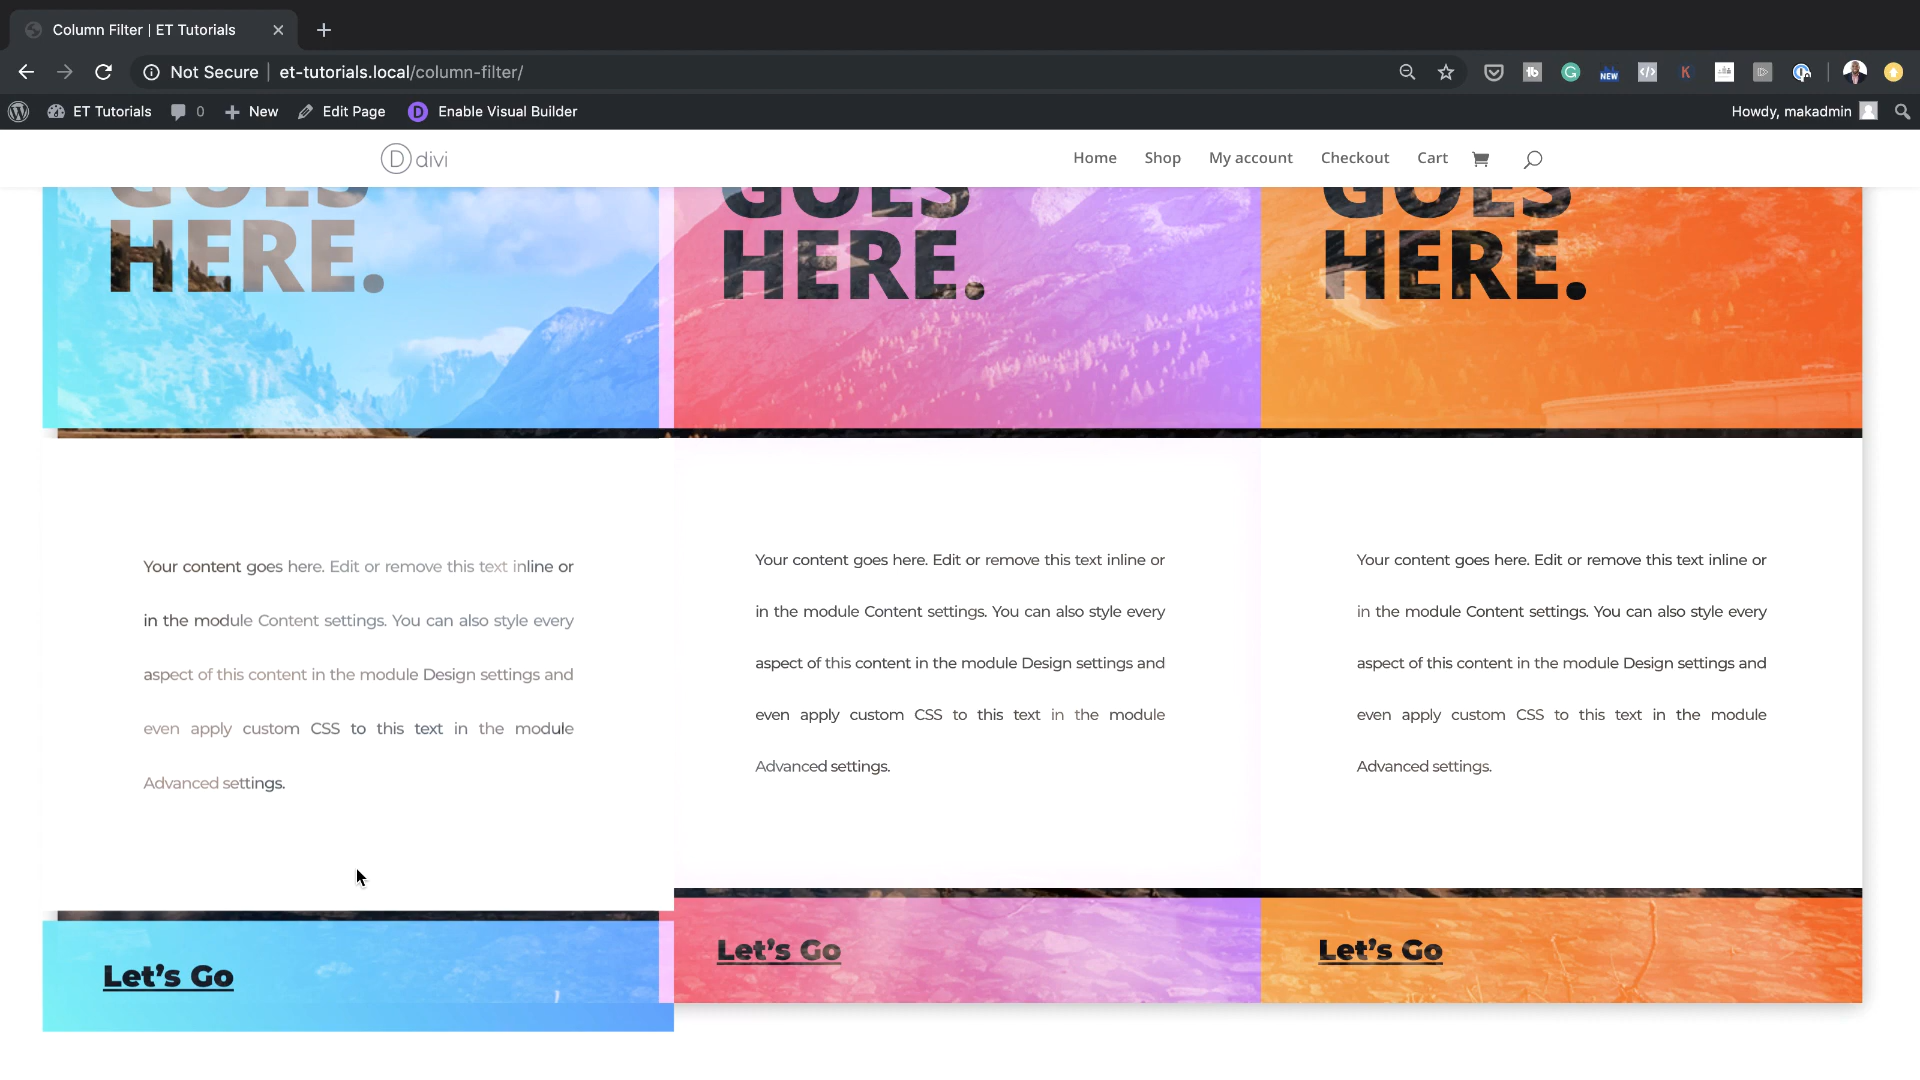 Column Filter | ET Tutorials
Not Secure | et-tutorials.local/column-filter/
ET Tutorials 0 New Edit Page Enable Visual Builder Howdy, makadmin
divi Home Shop My account Checkout Cart
GOES
HERE.
GOES
HERE.
GOES
HERE.
Your content goes here. Edit or remove this text inline or
in the module Content settings. You can also style every
aspect of this content in the module Design settings and
even apply custom CSS to this text in the module
Advanced settings.
Your content goes here. Edit or remove this text inline or
in the module Content settings. You can also style every
aspect of this content in the module Design settings and
even apply custom CSS to this text in the module
Advanced settings.
Your content goes here. Edit or remove this text inline or
in the module Content settings. You can also style every
aspect of this content in the module Design settings and
even apply custom CSS to this text in the module
Advanced settings.
Let's Go
Let's Go
Let's Go